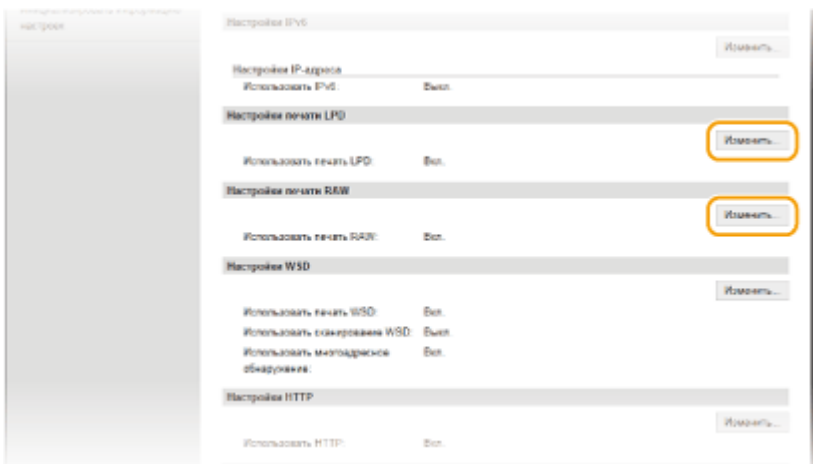 настроек
Настройки IPv6
Изменить...
Настройки IP-адреса
Использовать IPv6: Выкл.
Настройки печати LPD
Изменить...
Использовать печать LPD: Вкл.
Настройки печати RAW
Изменить...
Использовать печать RAW: Вкл.
Настройки WSD
Изменить...
Использовать печать WSD: Вкл.
Использовать сканирование WSD: Выкл.
Использовать многоадресное Вкл.
обнаружение:
Настройки HTTP
Изменить...
Использовать HTTP: Вкл.